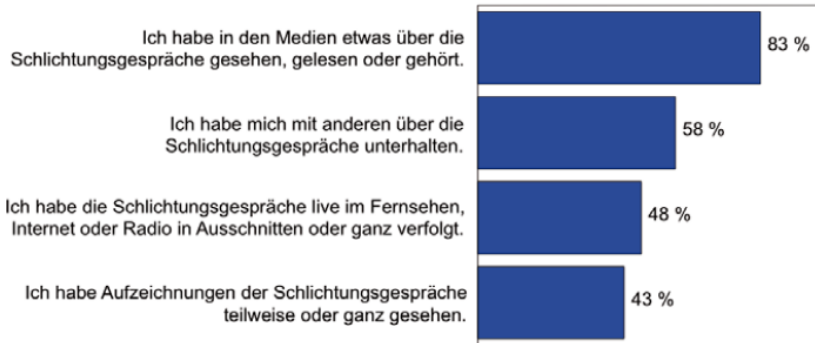 Ich habe in den Medien etwas über die
Schlichtungsgespräche gesehen, gelesen oder gehört.
83 %
Ich habe mich mit anderen über die
Schlichtungsgespräche unterhalten.
58 %
Ich habe die Schlichtungsgespräche live im Fernsehen,
Internet oder Radio in Ausschnitten oder ganz verfolgt.
48 %
Ich habe Aufzeichnungen der Schlichtungsgespräche
teilweise oder ganz gesehen.
43 %